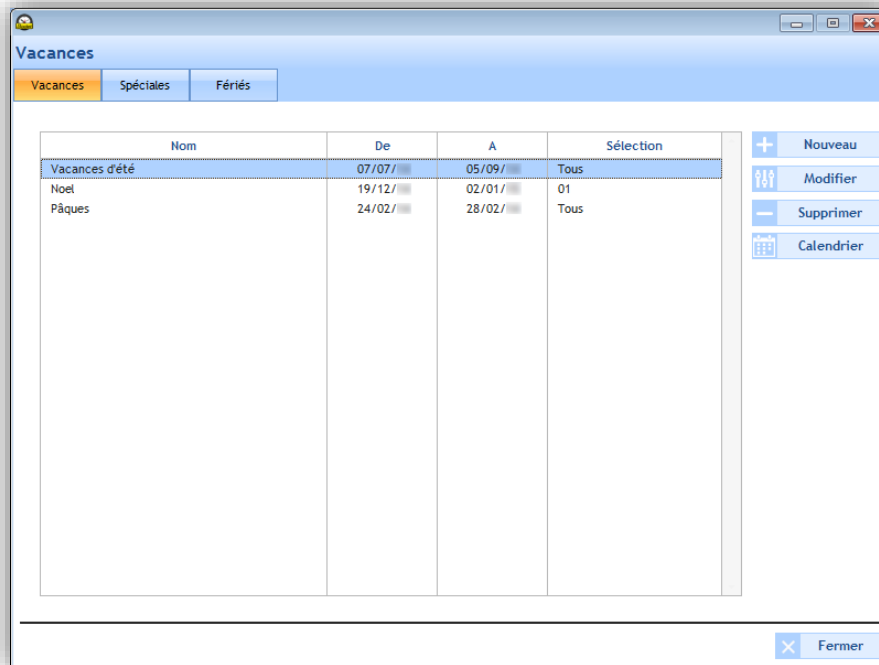 Vacances
Vacances Spéciales Fériés
Nom De A Sélection
Vacances d'été 07/07/ 05/09/ Tous
Noel 19/12/ 02/01/ 01
Pâques 24/02/ 28/02/ Tous
Nouveau
Modifier
Supprimer
Calendrier
Fermer